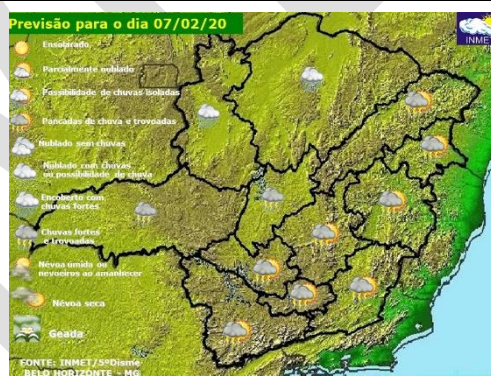 Previsão para o dia 07/02/20
INMET
Ensolarado
Parcialmente nublado
Possibilidade de chuvas isoladas
Pancadas de chuva e trovoadas
Nublado sem chuvas
Nublado com chuvas
ou possibilidade de chuva
Encoberto com
chuvas fortes
Chuvas fortes
e trovoadas
Névoa úmida ou
nevoeiros ao amanhecer
Névoa seca
Geada
FONTE: INMET/5ºDisme
BELO HORIZONTE - MG